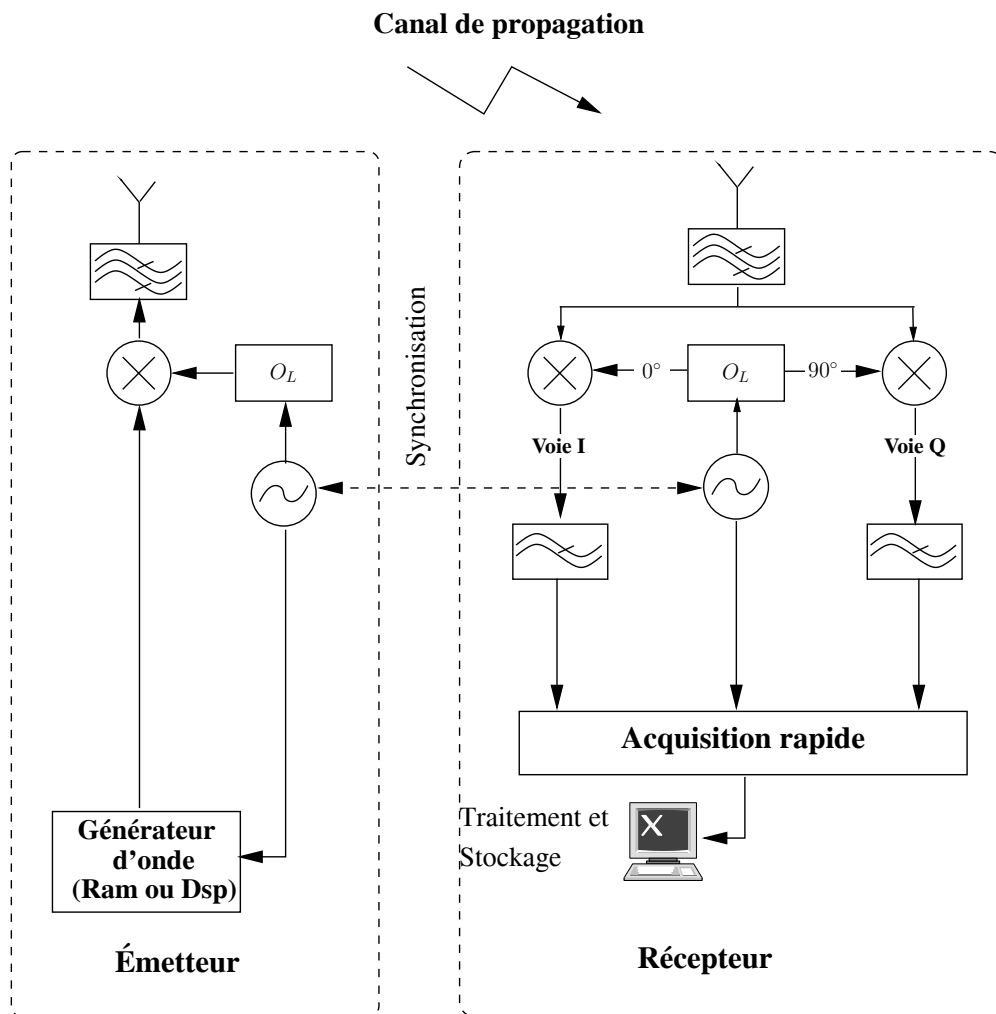 Canal de propagation
Synchronisation
O_L
0°
O_L
90°
Voie I
Voie Q
Acquisition rapide
Traitement et
Stockage
X
Générateur
d'onde
(Ram ou Dsp)
Émetteur
Récepteur